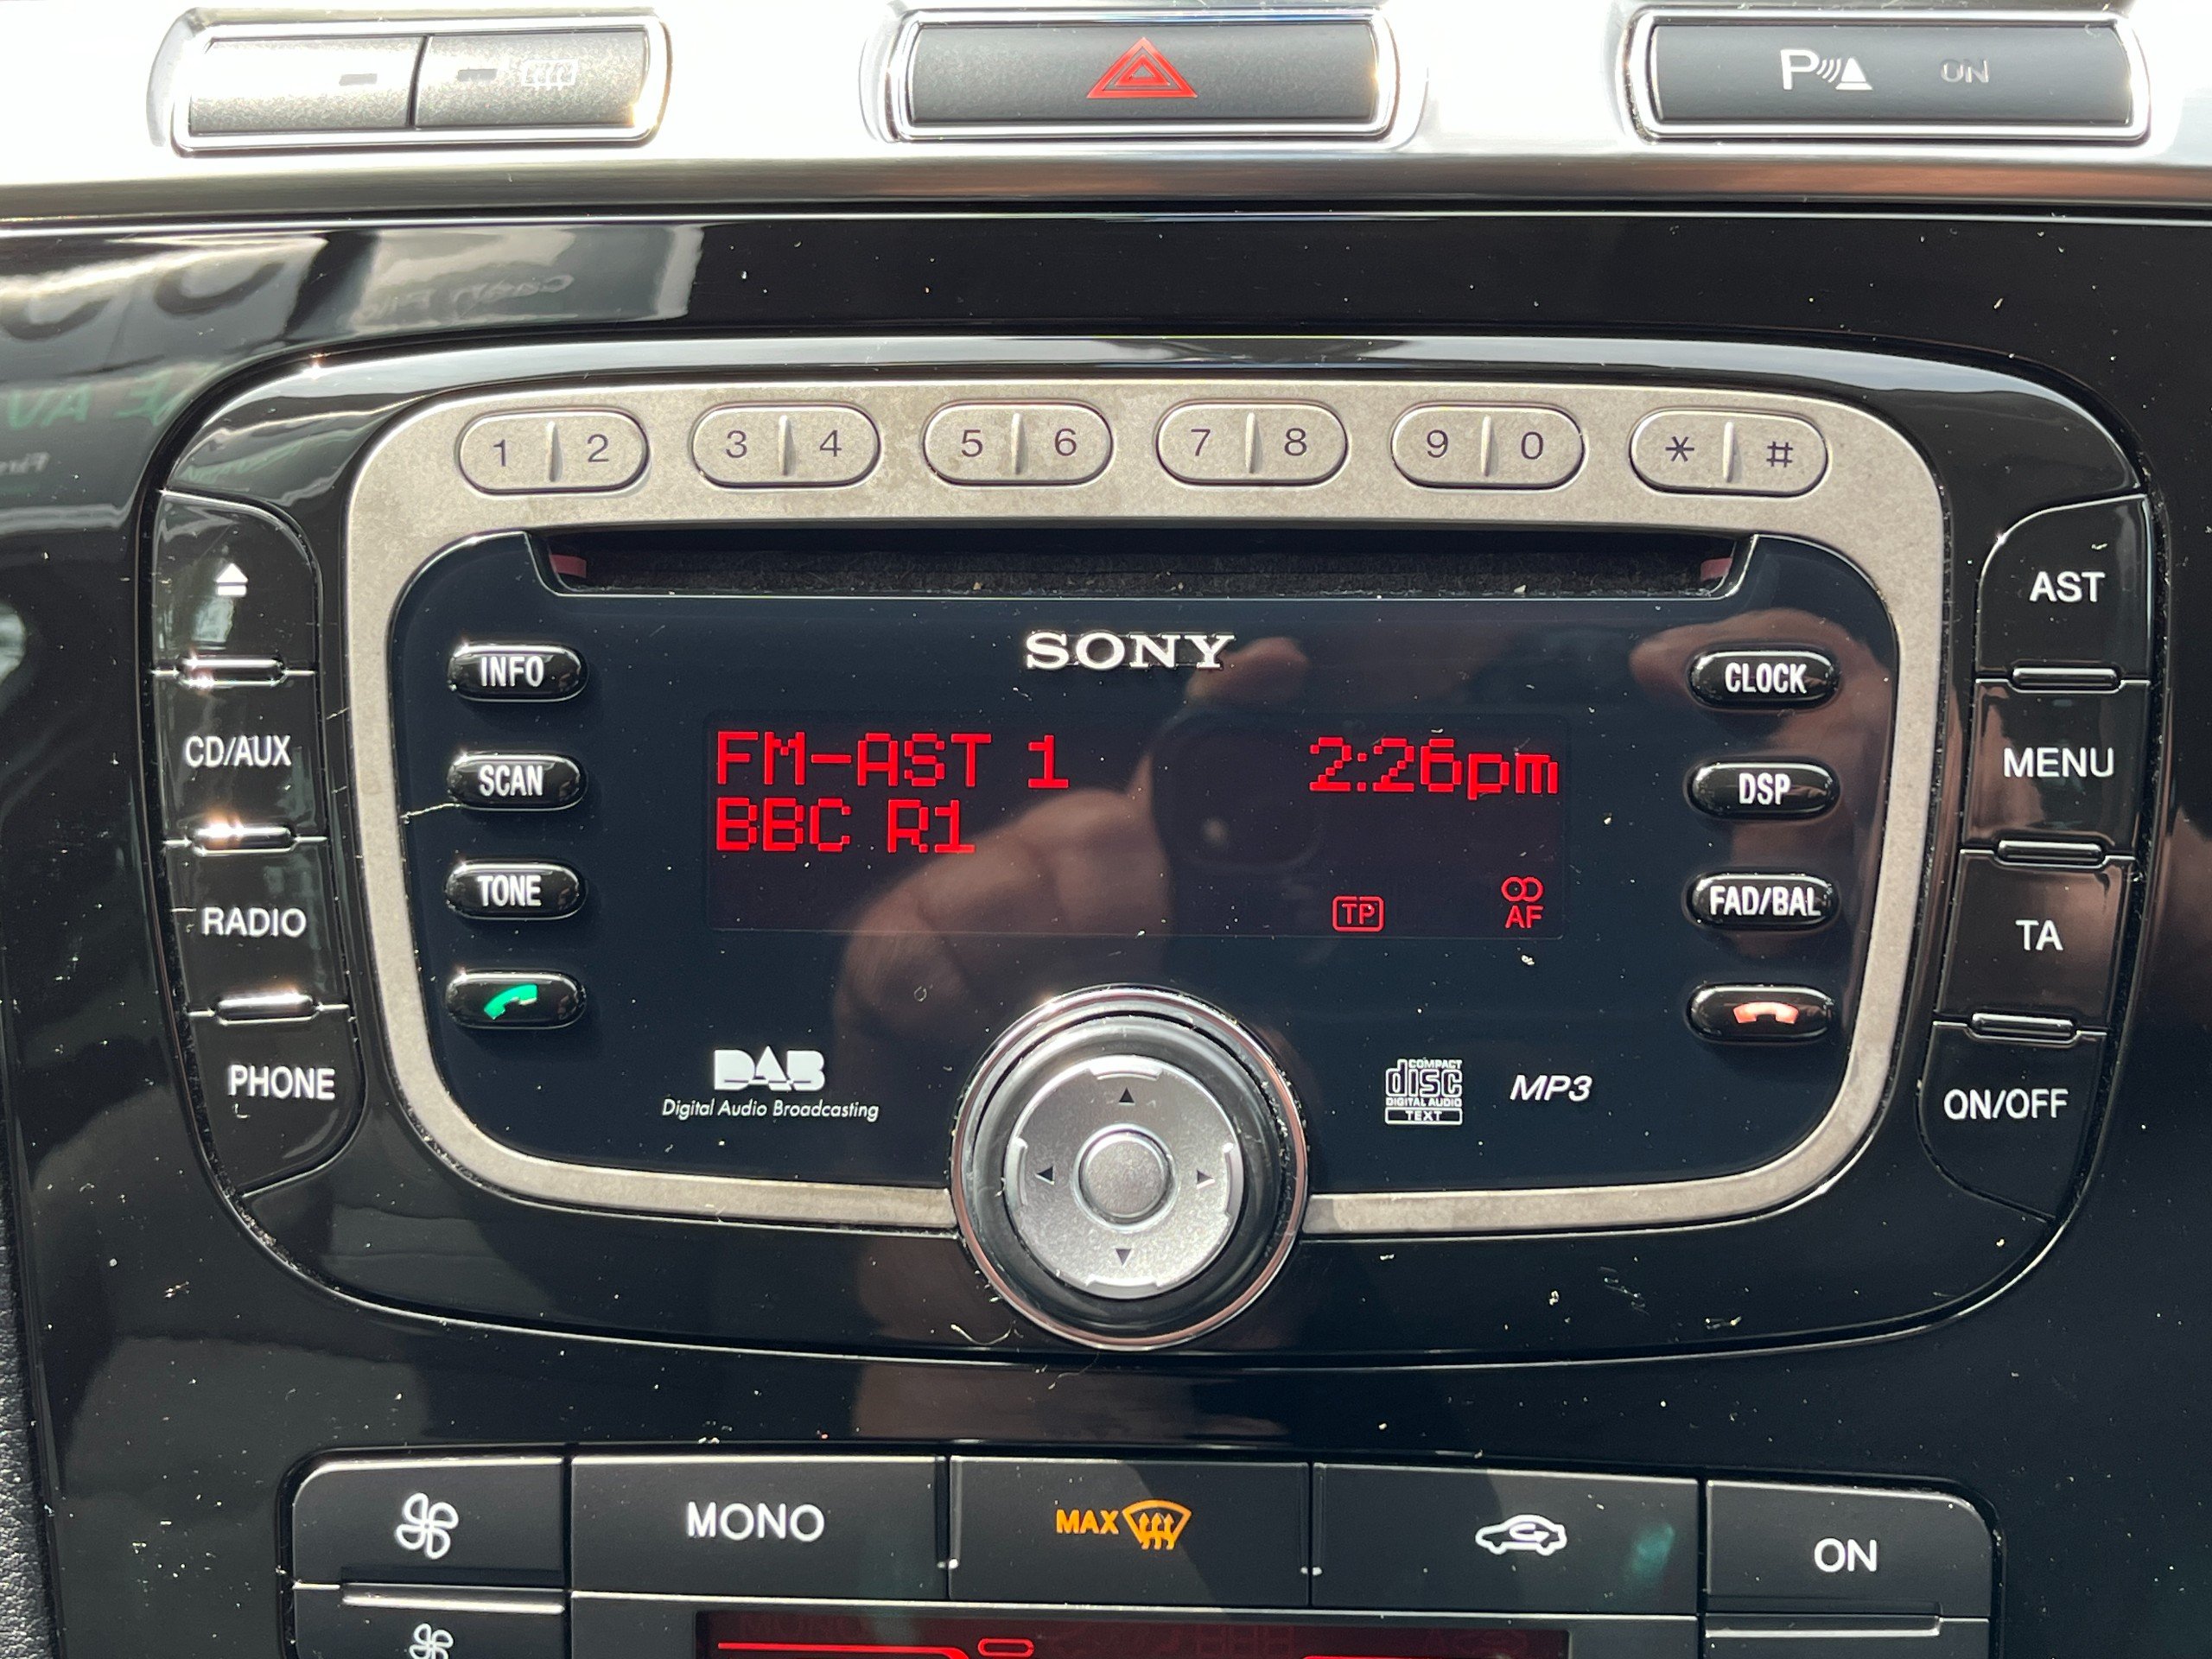 P ON
1 2 3 4 5 6 7 8 9 0 * #
SONY
INFO
SCAN
TONE
CD/AUX
RADIO
PHONE
FM-AST 1 2:26pm
BBC R1
TP
AF
CLOCK
DSP
FAD/BAL
AST
MENU
TA
ON/OFF
DAB
Digital Audio Broadcasting
COMPACT
disc
DIGITAL AUDIO
TEXT
MP3
MONO
MAX
ON